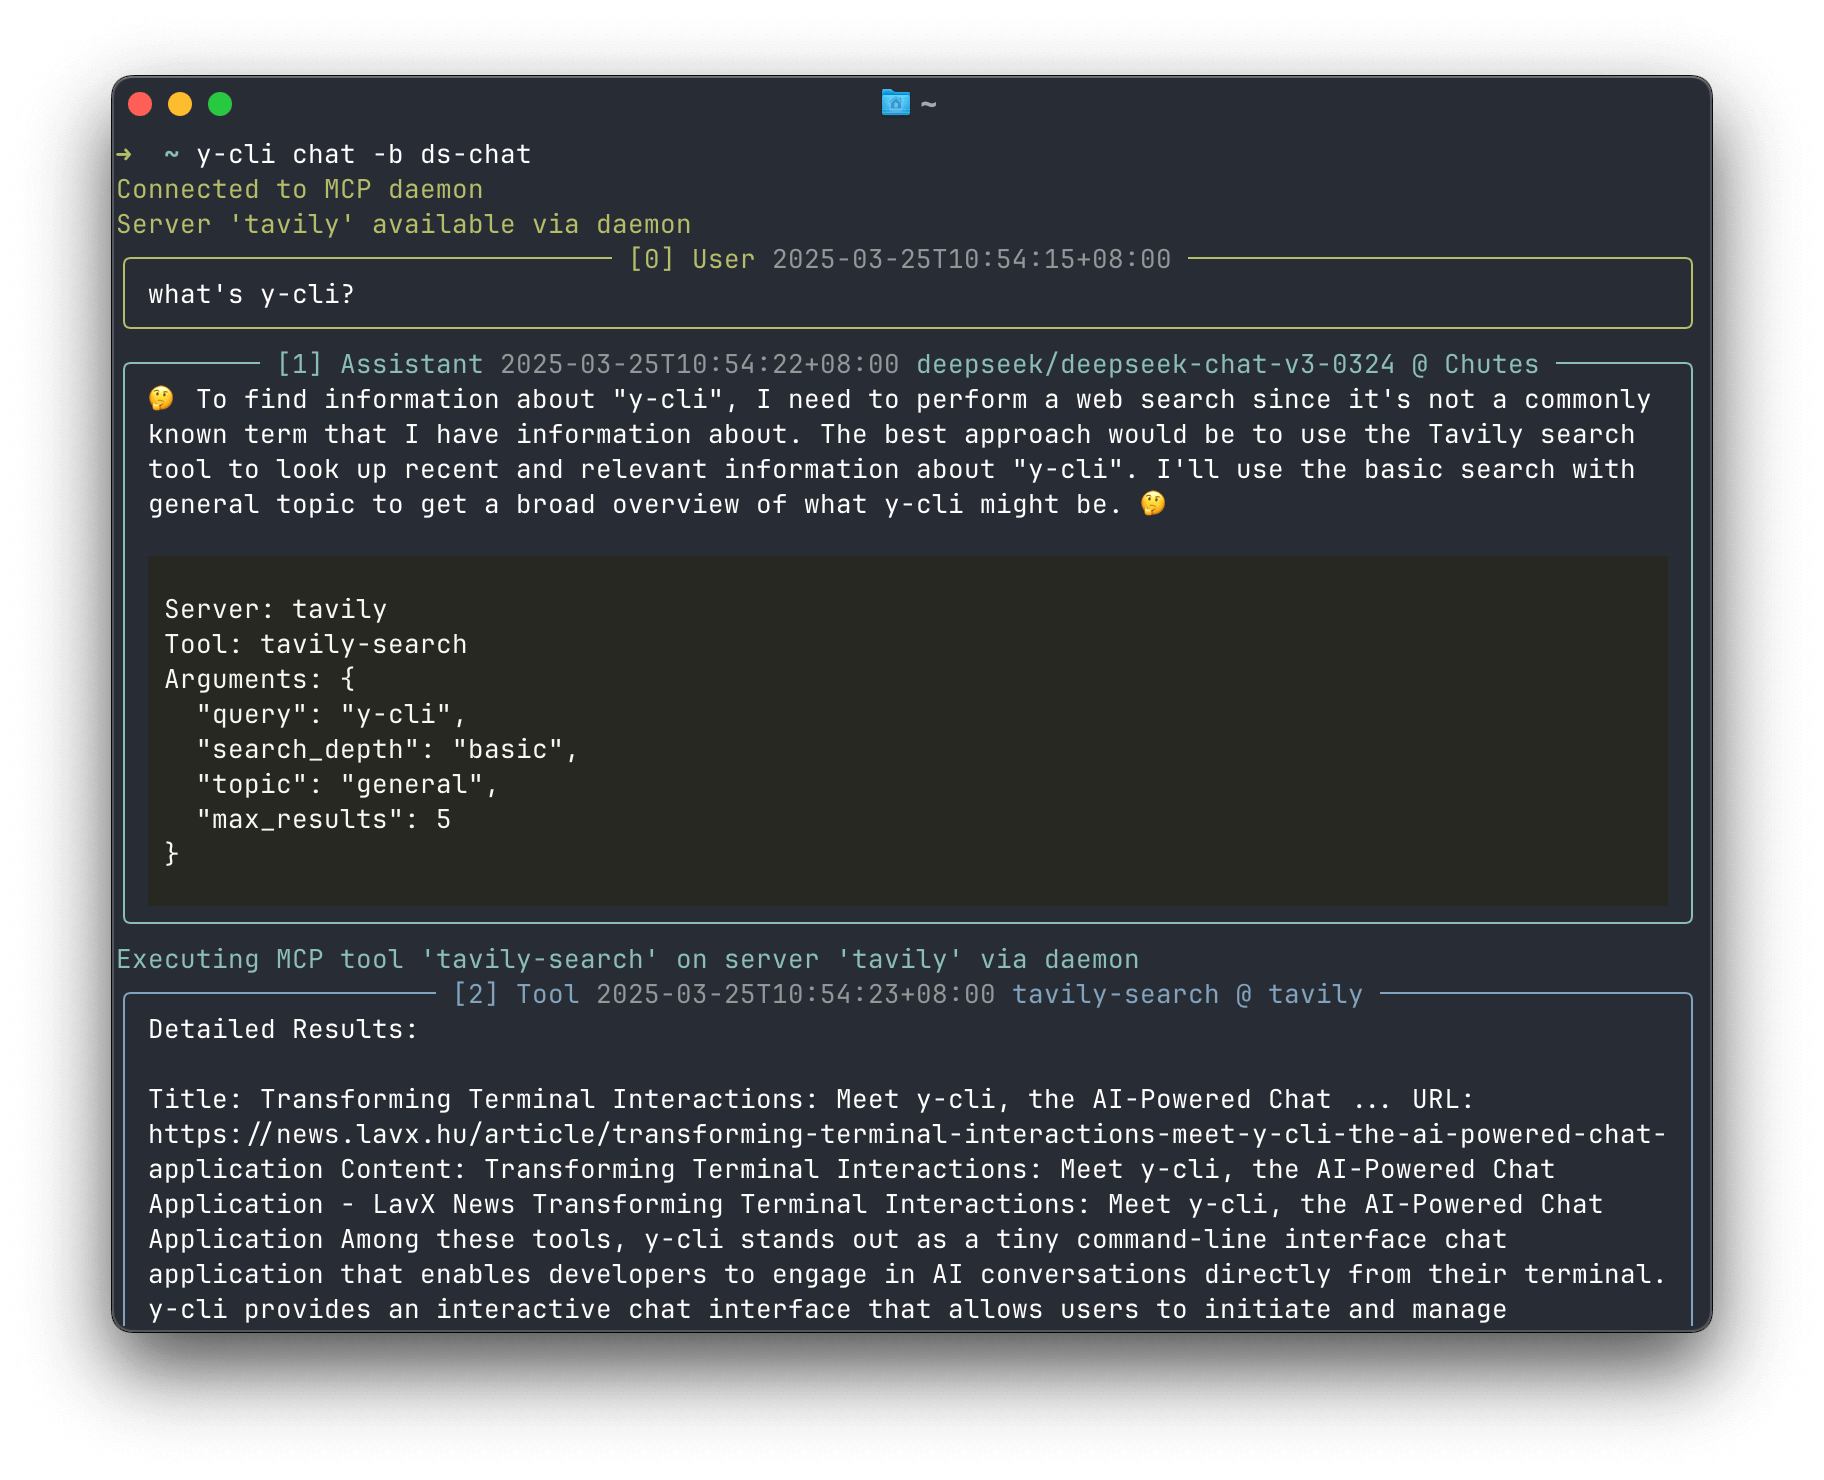 ~
➜  ~ y-cli chat -b ds-chat
Connected to MCP daemon
Server 'tavily' available via daemon
[0] User 2025-03-25T10:54:15+08:00
what's y-cli?
[1] Assistant 2025-03-25T10:54:22+08:00 deepseek/deepseek-chat-v3-0324 @ Chutes
🤔 To find information about "y-cli", I need to perform a web search since it's not a commonly
known term that I have information about. The best approach would be to use the Tavily search
tool to look up recent and relevant information about "y-cli". I'll use the basic search with
general topic to get a broad overview of what y-cli might be. 🤔
Server: tavily
Tool: tavily-search
Arguments: {
  "query": "y-cli",
  "search_depth": "basic",
  "topic": "general",
  "max_results": 5
}
Executing MCP tool 'tavily-search' on server 'tavily' via daemon
[2] Tool 2025-03-25T10:54:23+08:00 tavily-search @ tavily
Detailed Results:
Title: Transforming Terminal Interactions: Meet y-cli, the AI-Powered Chat ... URL:
https://news.lavx.hu/article/transforming-terminal-interactions-meet-y-cli-the-ai-powered-chat-
application Content: Transforming Terminal Interactions: Meet y-cli, the AI-Powered Chat
Application - LavX News Transforming Terminal Interactions: Meet y-cli, the AI-Powered Chat
Application Among these tools, y-cli stands out as a tiny command-line interface chat
application that enables developers to engage in AI conversations directly from their terminal.
y-cli provides an interactive chat interface that allows users to initiate and manage